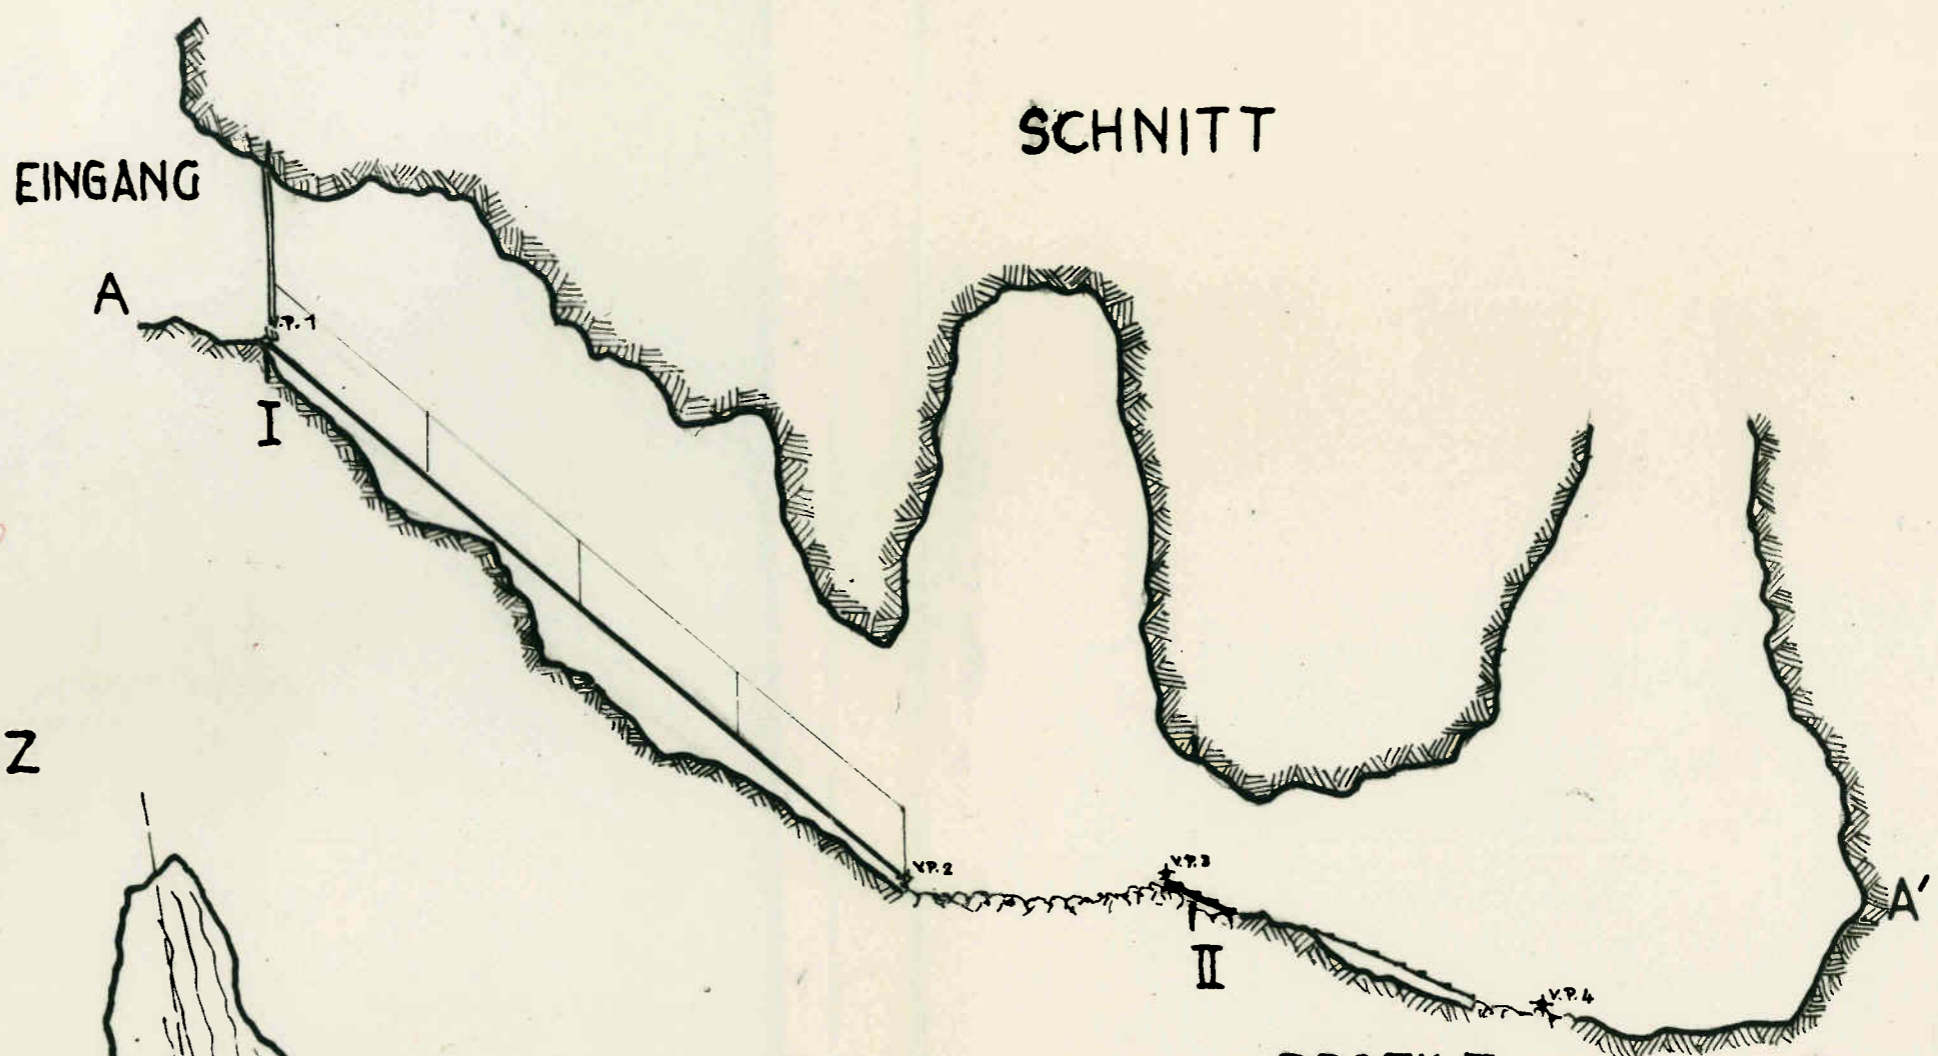 SCHNITT
EINGANG
A
V.P. 1
I
Z
V.P. 2
V.P. 3
A'
II
V.P. 4